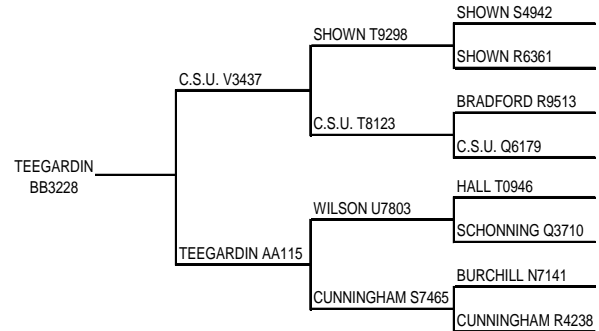 SHOWN S4942
SHOWN T9298
SHOWN R6361
C.S.U. V3437
BRADFORD R9513
C.S.U. T8123
C.S.U. Q6179
TEEGARDIN
BB3228
HALL T0946
WILSON U7803
SCHONNING Q3710
TEEGARDIN AA115
BURCHILL N7141
CUNNINGHAM S7465
CUNNINGHAM R4238